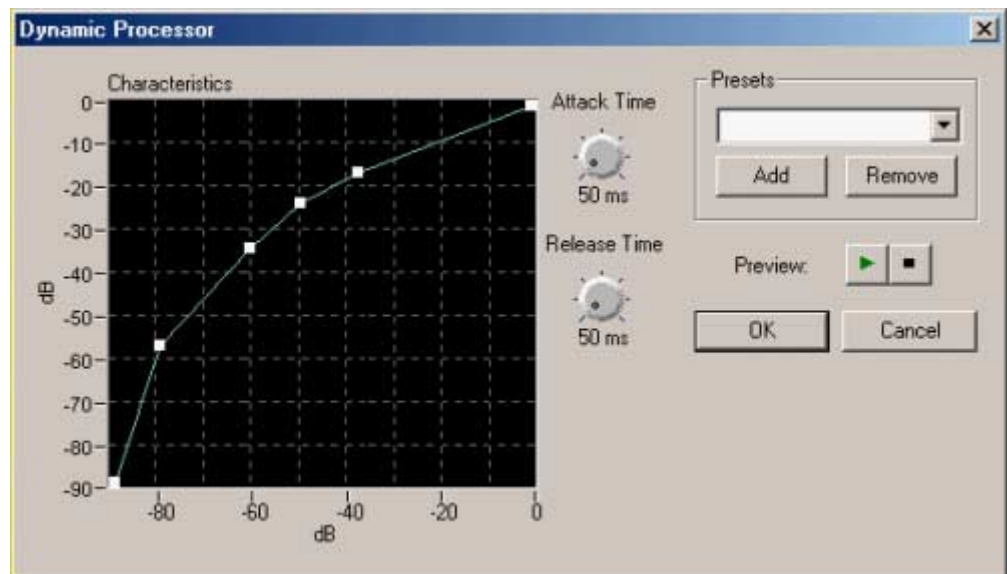 Dynamic Processor
Characteristics
0
-10
-20
-30
-40
-50
-60
-70
-80
-90
dB
-80 -60 -40 -20 0
dB
Attack Time
50 ms
Release Time
50 ms
Presets
Add Remove
Preview:
OK Cancel